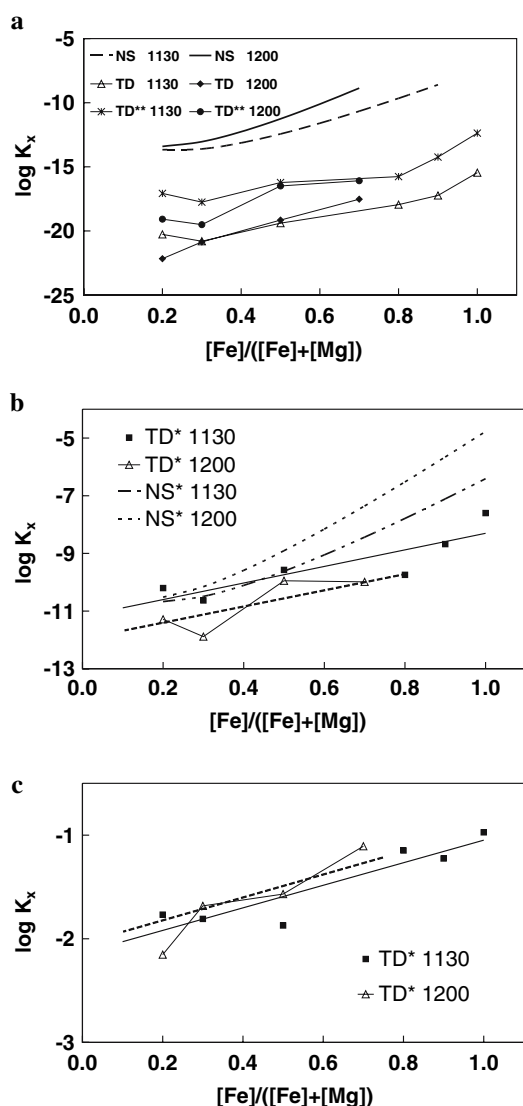 a
-5
-10
-15
-20
-25
log Kx
NS 1130 NS 1200
TD 1130 TD 1200
TD** 1130 TD** 1200
0.0 0.2 0.4 0.6 0.8 1.0
[Fe]/([Fe]+[Mg])
b
-5
-7
-9
-11
-13
log Kx
TD* 1130
TD* 1200
NS* 1130
NS* 1200
0.0 0.2 0.4 0.6 0.8 1.0
[Fe]/([Fe]+[Mg])
c
-1
-2
-3
log Kx
TD* 1130
TD* 1200
0.0 0.2 0.4 0.6 0.8 1.0
[Fe]/([Fe]+[Mg])